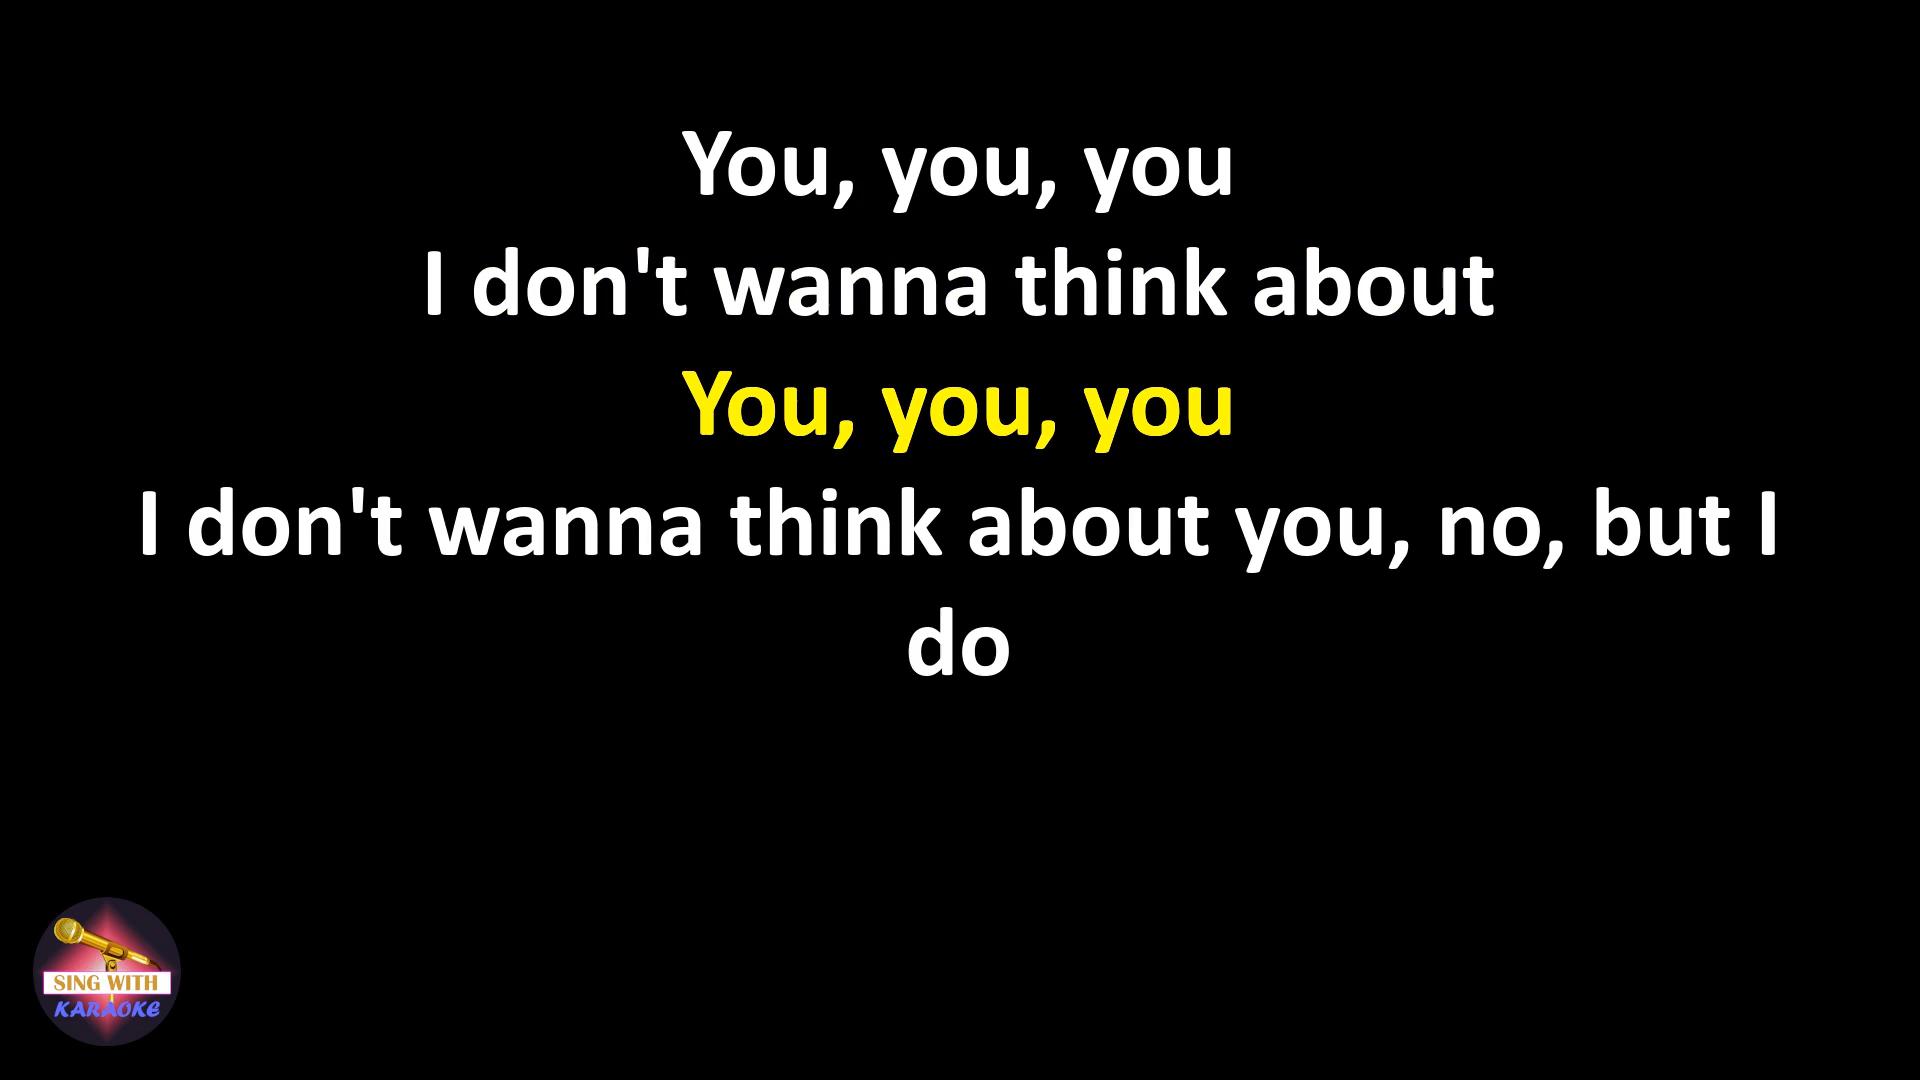 You, you, you
I don't wanna think about
You, you, you
I don't wanna think about you, no, but I
do
SING WITH
KARAOKE